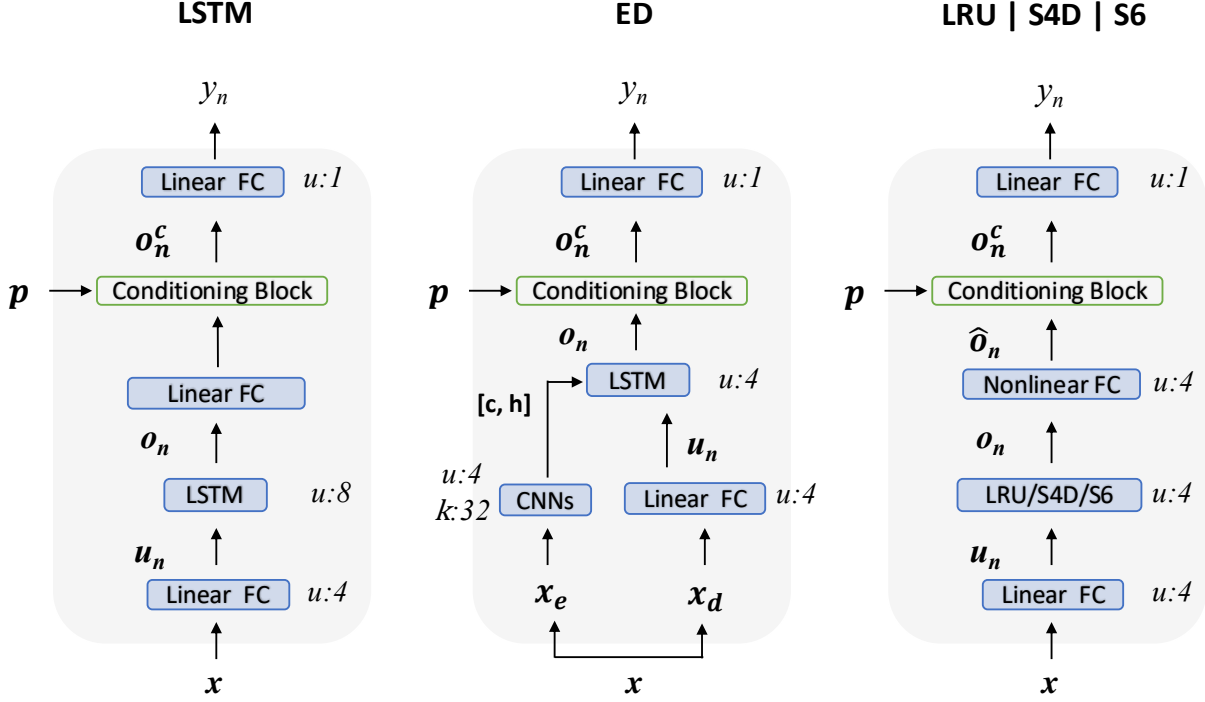 LSTM
yₙ
Linear FC
u:1
oₙᶜ
p
Conditioning Block
Linear FC
oₙ
LSTM
u:8
uₙ
Linear FC
u:4
x
ED
yₙ
Linear FC
u:1
oₙᶜ
p
Conditioning Block
oₙ
LSTM
u:4
[c, h]
uₙ
u:4
k:32
CNNs
Linear FC
u:4
xₑ
x_d
x
LRU | S4D | S6
yₙ
Linear FC
u:1
oₙᶜ
p
Conditioning Block
ôₙ
Nonlinear FC
u:4
oₙ
LRU/S4D/S6
u:4
uₙ
Linear FC
u:4
x